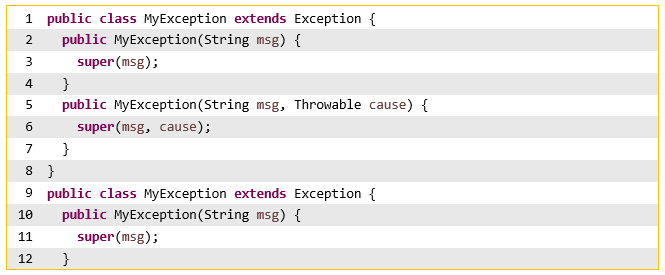 1 public class MyException extends Exception {
2 public MyException(String msg) {
3 super(msg);
4 }
5 public MyException(String msg, Throwable cause) {
6 super(msg, cause);
7 }
8 }
9 public class MyException extends Exception {
10 public MyException(String msg) {
11 super(msg);
12 }